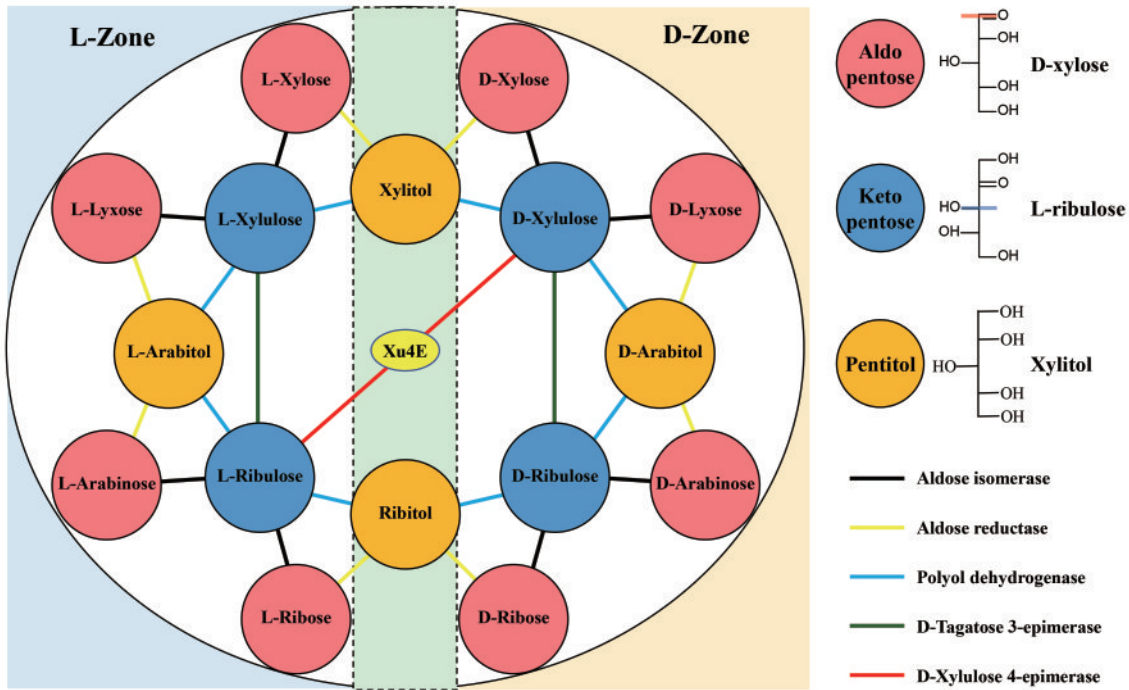 L-Zone
D-Zone
L-Xylose
D-Xylose
Xylitol
L-Lyxose
L-Xylulose
D-Xylulose
D-Lyxose
L-Arabitol
Xu4E
D-Arabitol
L-Arabinose
L-Ribulose
Ribitol
D-Ribulose
D-Arabinose
L-Ribose
D-Ribose
Aldo
pentose
O
OH
HO
OH
OH
D-xylose
Keto
pentose
OH
O
HO
OH
OH
L-ribulose
Pentitol
OH
OH
HO
OH
OH
Xylitol
Aldose isomerase
Aldose reductase
Polyol dehydrogenase
D-Tagatose 3-epimerase
D-Xylulose 4-epimerase